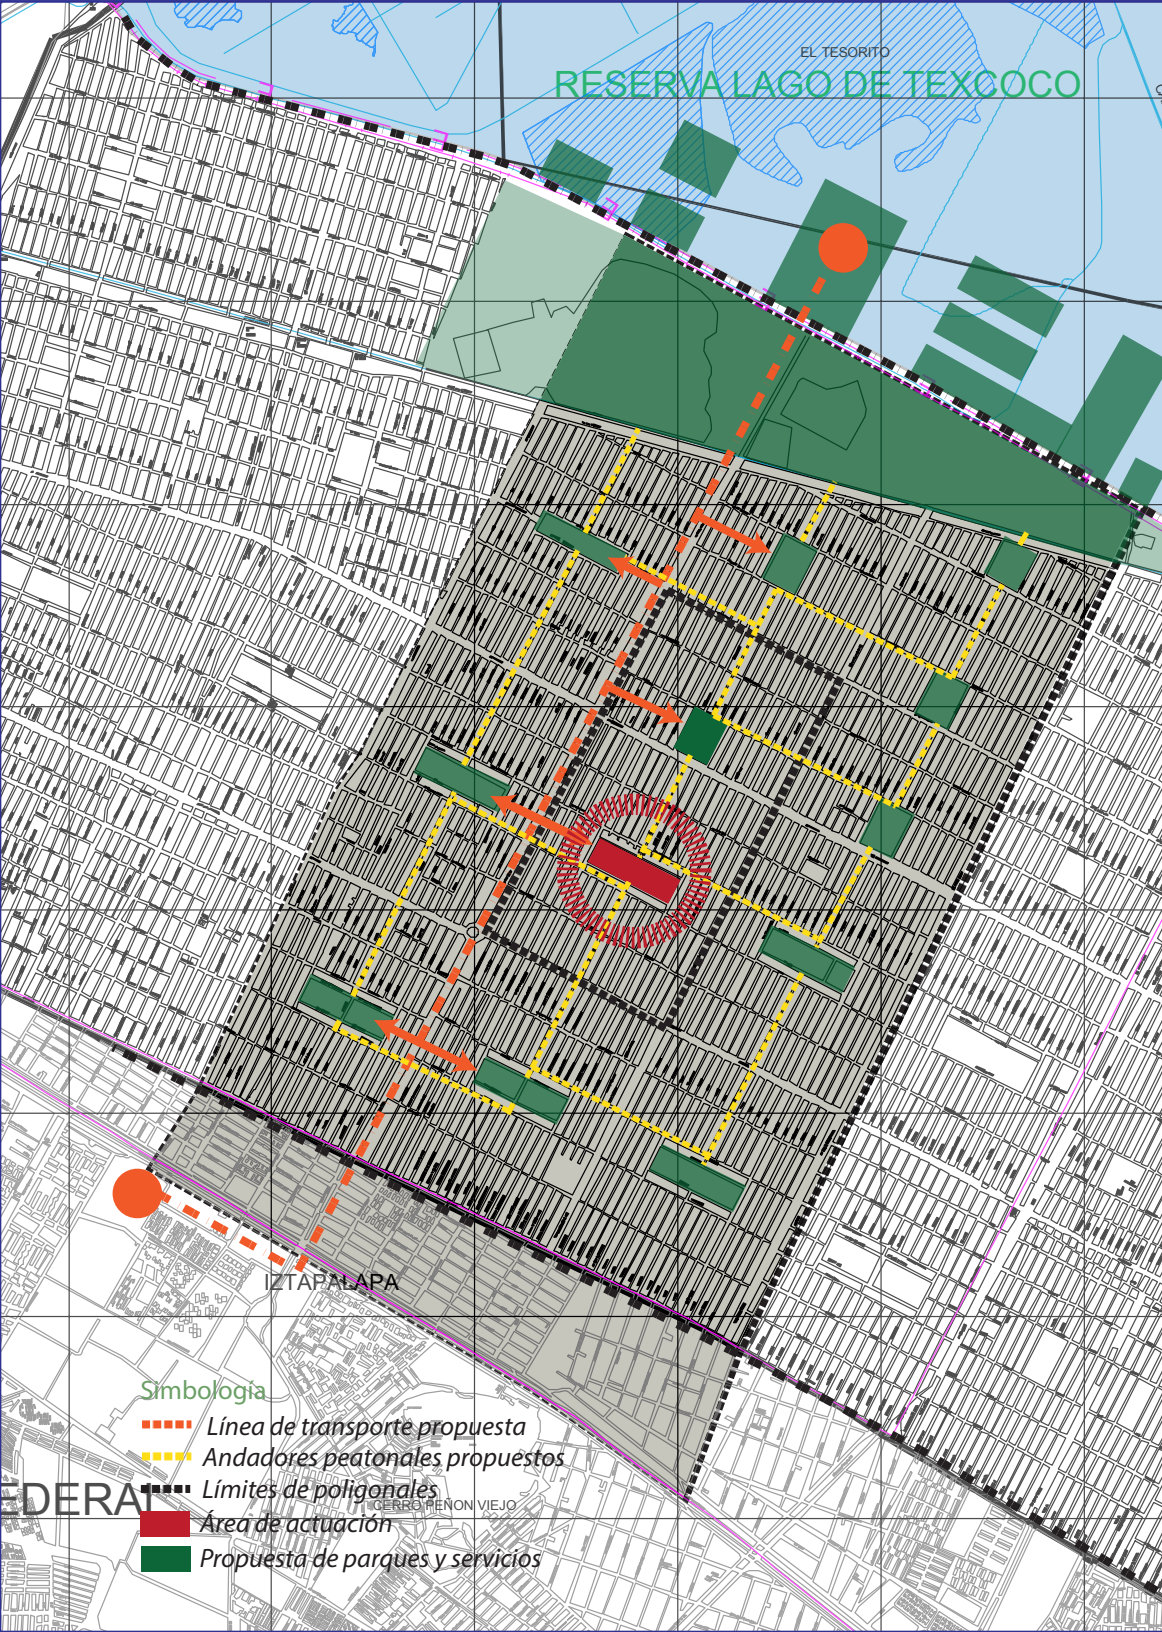 EL TESORITO
RESERVA LAGO DE TEXCOCO
IZTAPALAPA
Simbología
Línea de transporte propuesta
Andadores peatonales propuestos
Límites de poligonales
EDERAL
CERRO PEÑON VIEJO
Área de actuación
Propuesta de parques y servicios